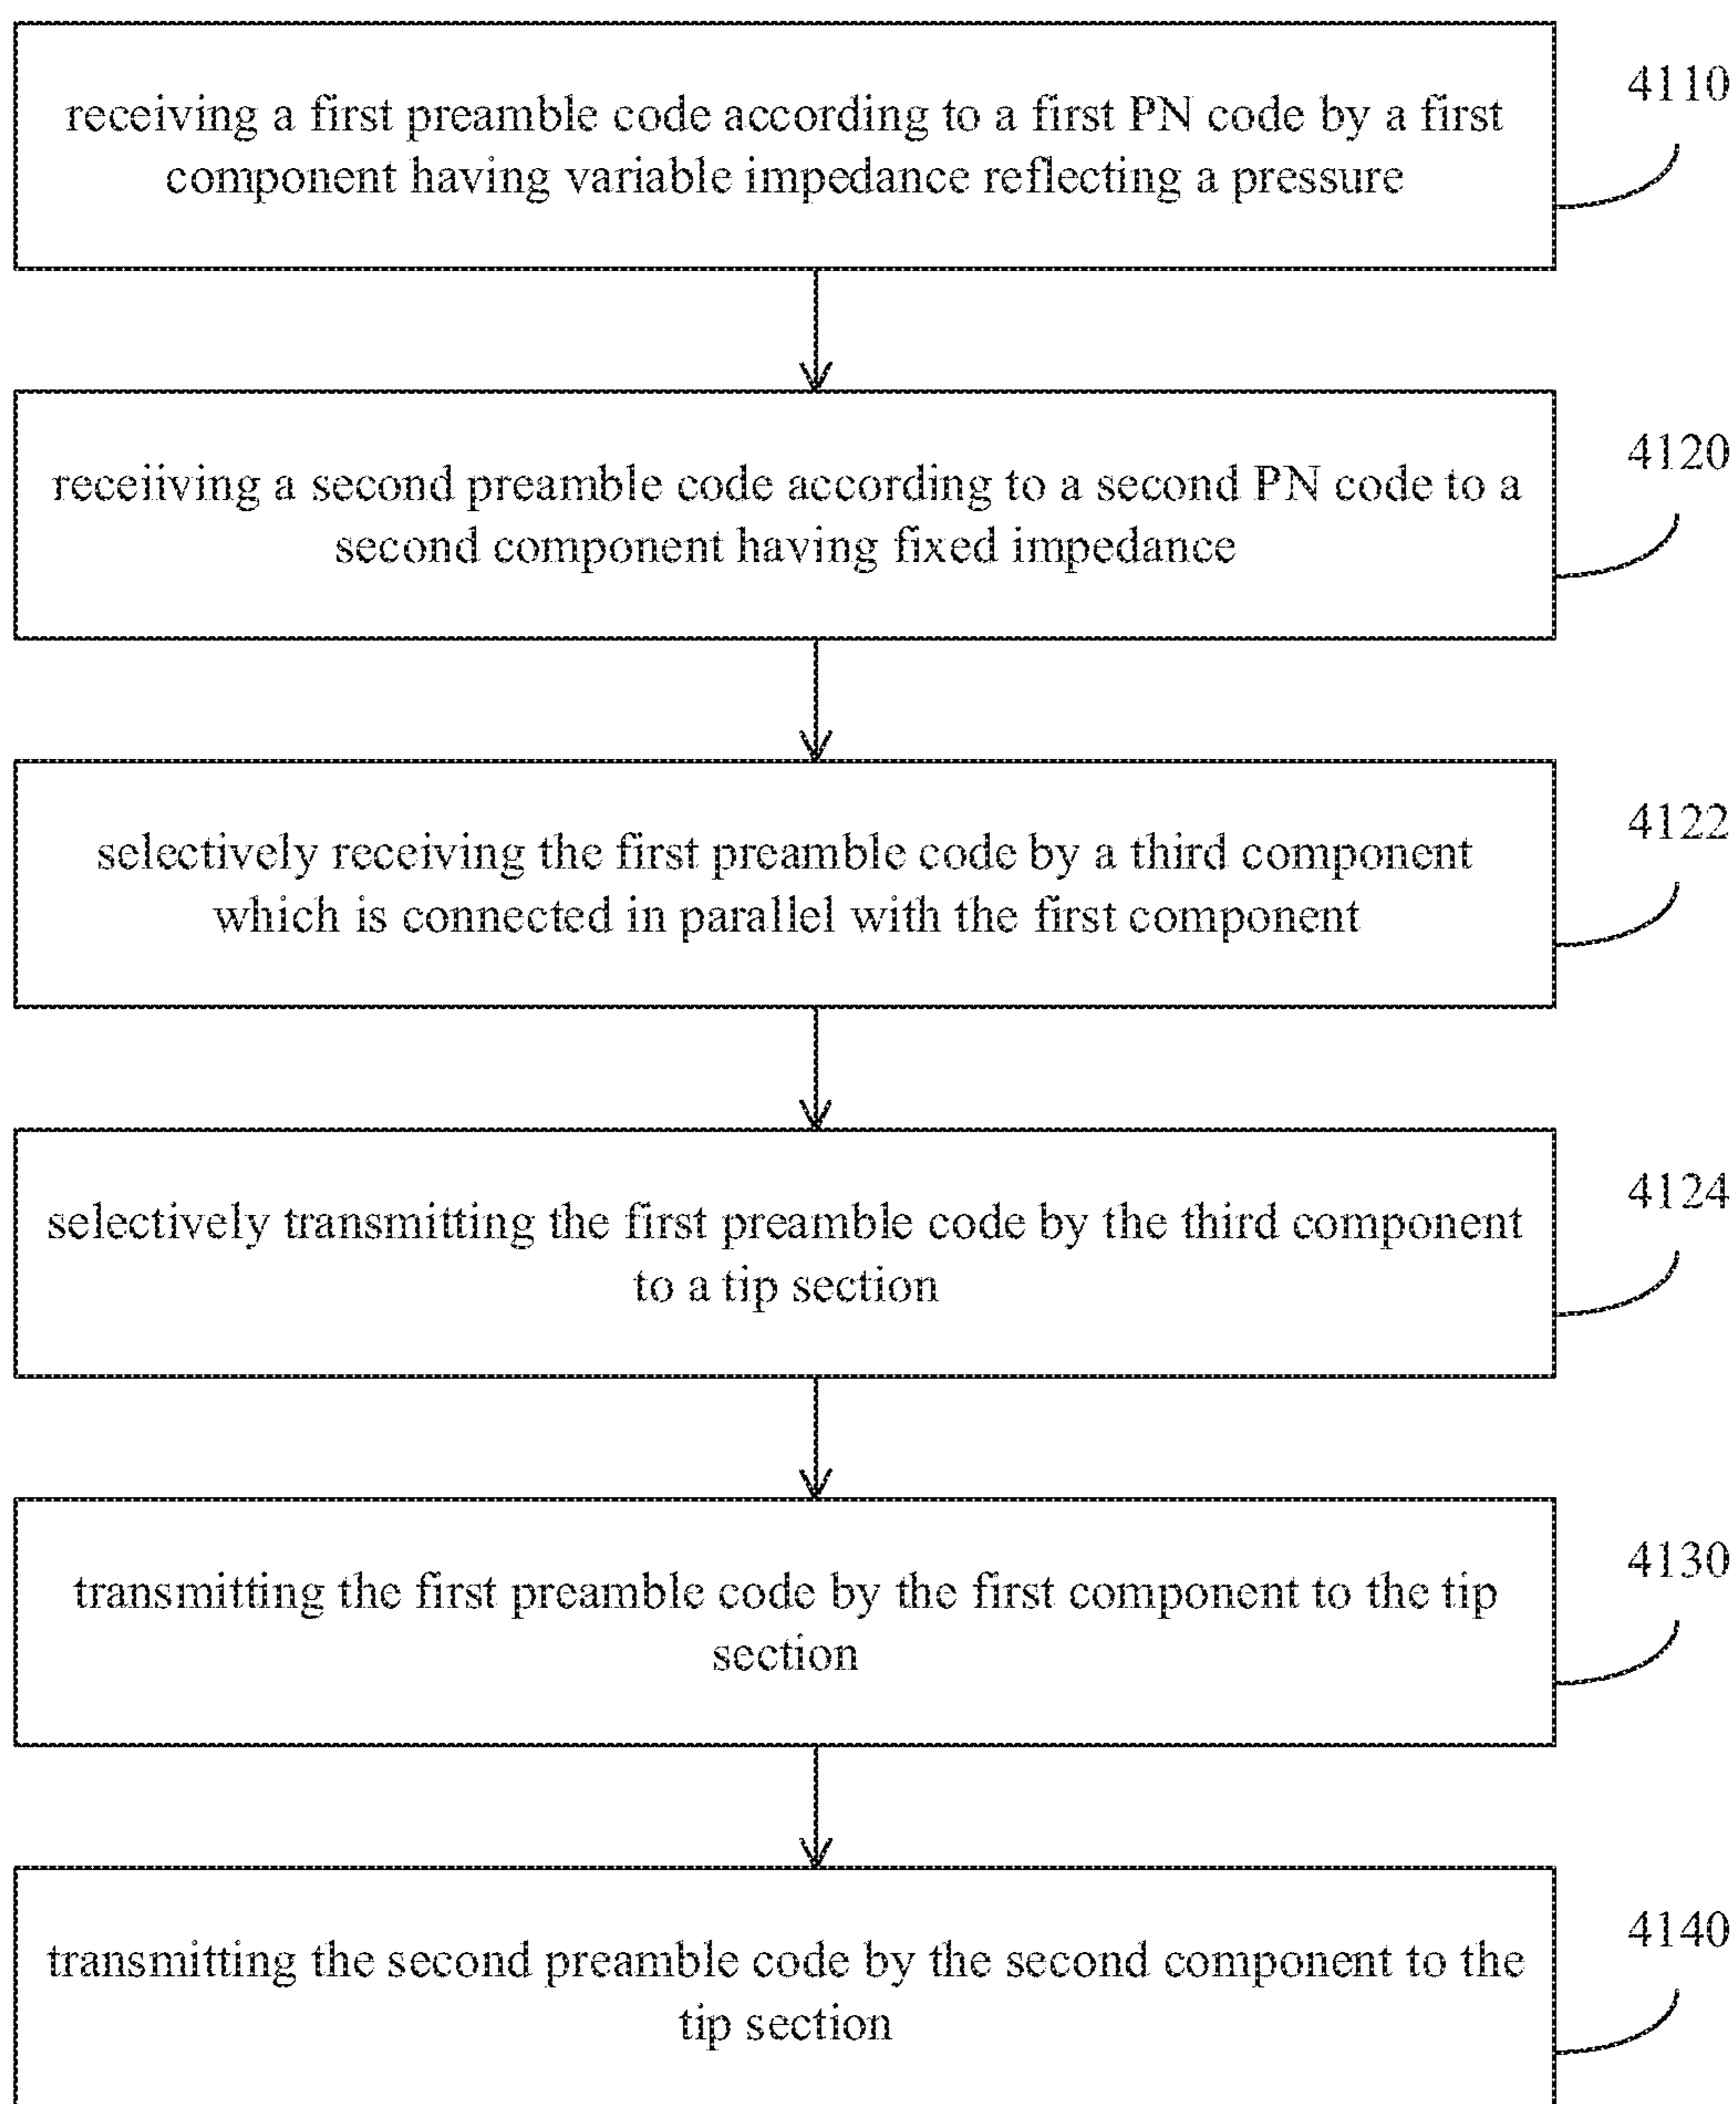 receiving a first preamble code according to a first PN code by a first
component having variable impedance reflecting a pressure
4110
receiiving a second preamble code according to a second PN code to a
second component having fixed impedance
4120
selectively receiving the first preamble code by a third component
which is connected in parallel with the first component
4122
selectively transmitting the first preamble code by the third component
to a tip section
4124
transmitting the first preamble code by the first component to the tip
section
4130
transmitting the second preamble code by the second component to the
tip section
4140